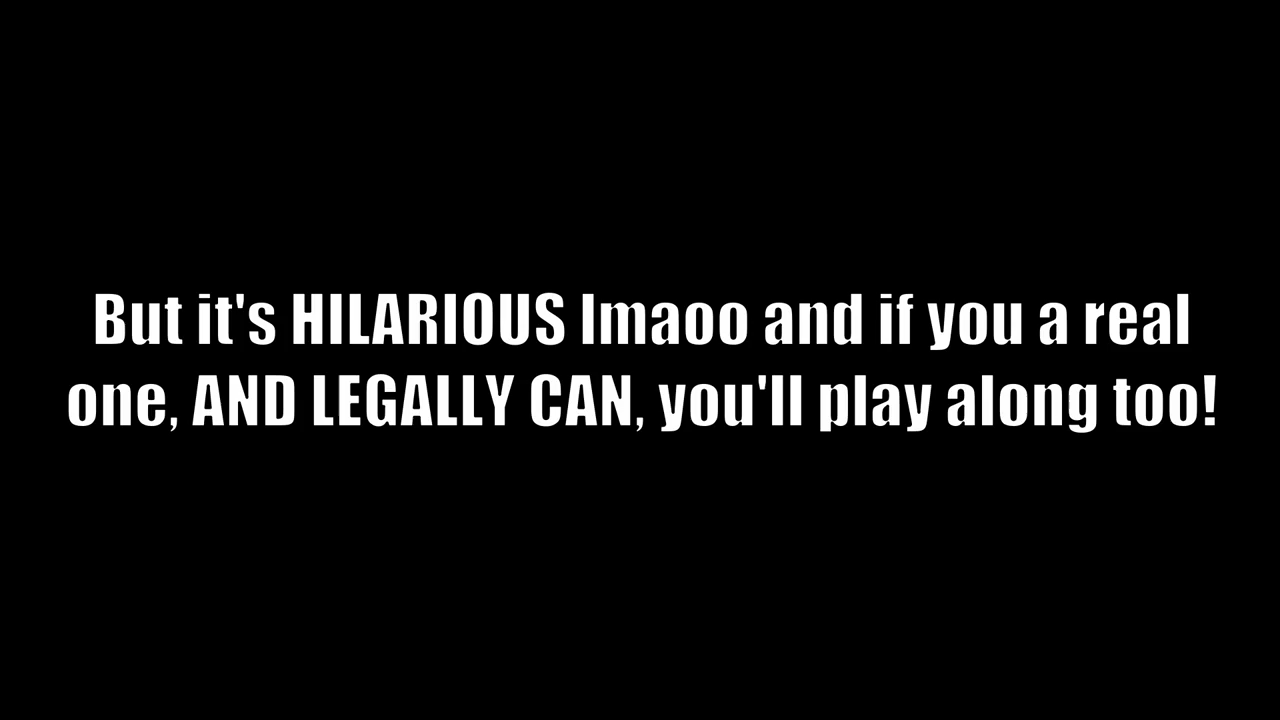 But it's HILARIOUS lmaoo and if you a real
one, AND LEGALLY CAN, you'll play along too!